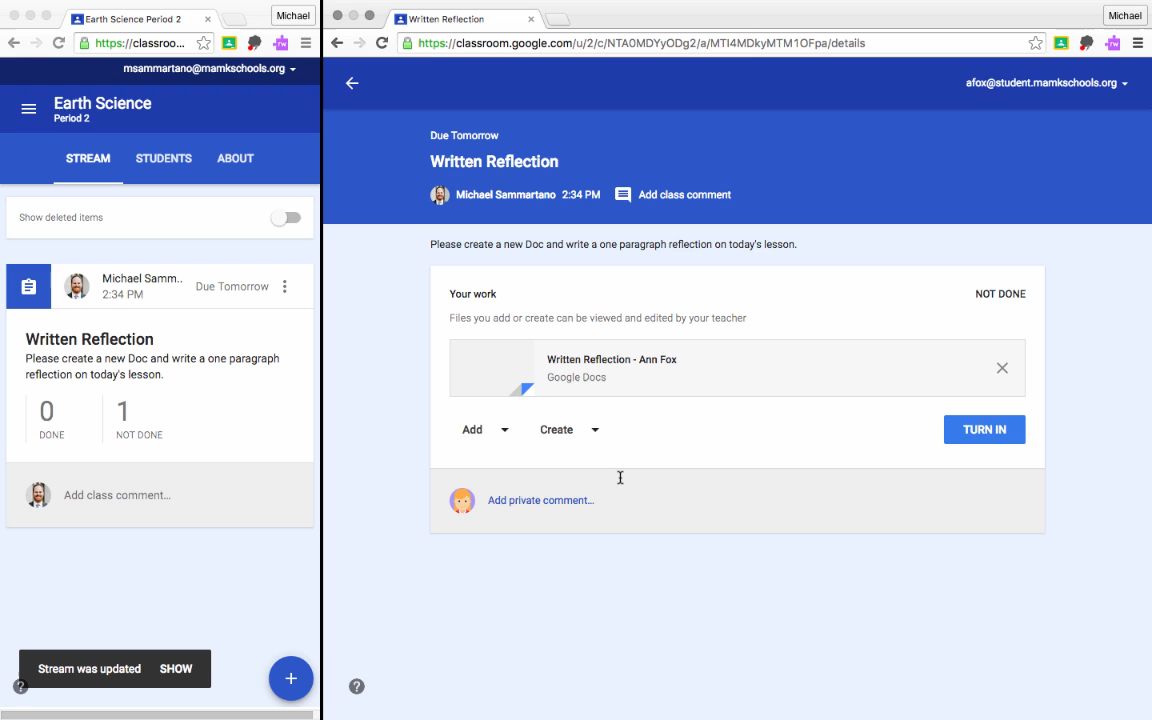 Earth Science Period 2
Michael
https://classroo...
msammartano@mamkschools.org
Earth Science
Period 2
STREAM STUDENTS ABOUT
Show deleted items
Michael Samm..
2:34 PM
Due Tomorrow
Written Reflection
Please create a new Doc and write a one paragraph
reflection on today's lesson.
0 1
DONE NOT DONE
Add class comment...
Stream was updated SHOW
?
+
Written Reflection
Michael
https://classroom.google.com/u/2/c/NTA0MDYyODg2/a/MTI4MDkyMTM1OFpa/details
rw
afox@student.mamkschools.org
Due Tomorrow
Written Reflection
Michael Sammartano 2:34 PM Add class comment
Please create a new Doc and write a one paragraph reflection on today's lesson.
Your work NOT DONE
Files you add or create can be viewed and edited by your teacher
Written Reflection - Ann Fox
Google Docs
Add Create TURN IN
Add private comment...
?